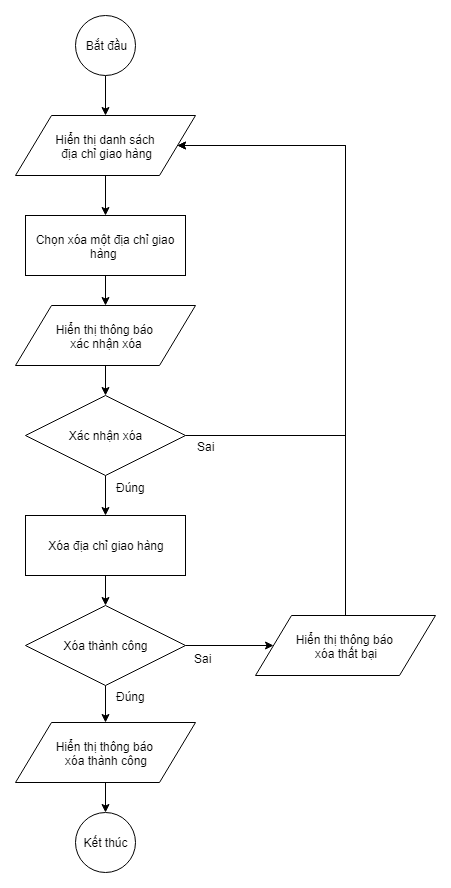 Bắt đầu
Hiển thị danh sách
địa chỉ giao hàng
Chọn xóa một địa chỉ giao
hàng
Hiển thị thông báo
xác nhận xóa
Xác nhận xóa
Sai
Đúng
Xóa địa chỉ giao hàng
Xóa thành công
Sai
Hiển thị thông báo
xóa thất bại
Đúng
Hiển thị thông báo
xóa thành công
Kết thúc